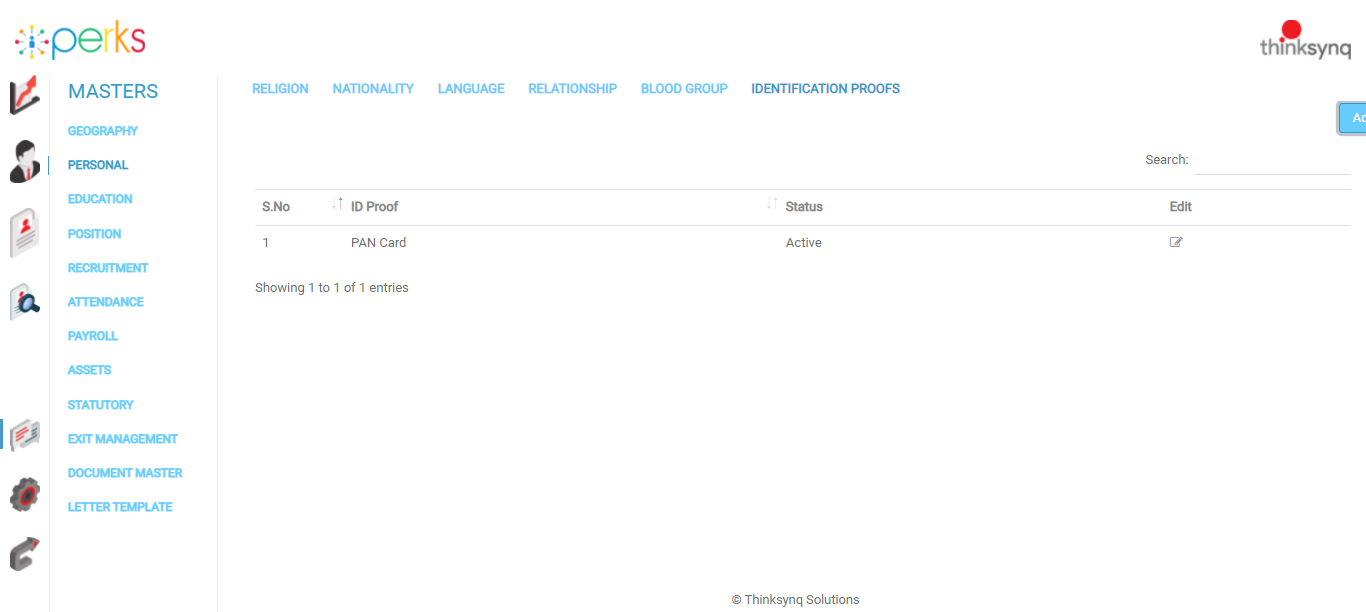 perks
thinksynq
MASTERS
GEOGRAPHY
PERSONAL
EDUCATION
POSITION
RECRUITMENT
ATTENDANCE
PAYROLL
ASSETS
STATUTORY
EXIT MANAGEMENT
DOCUMENT MASTER
LETTER TEMPLATE
RELIGION NATIONALITY LANGUAGE RELATIONSHIP BLOOD GROUP IDENTIFICATION PROOFS
Search:
S.No ID Proof Status Edit
1 PAN Card Active
Showing 1 to 1 of 1 entries
© Thinksynq Solutions